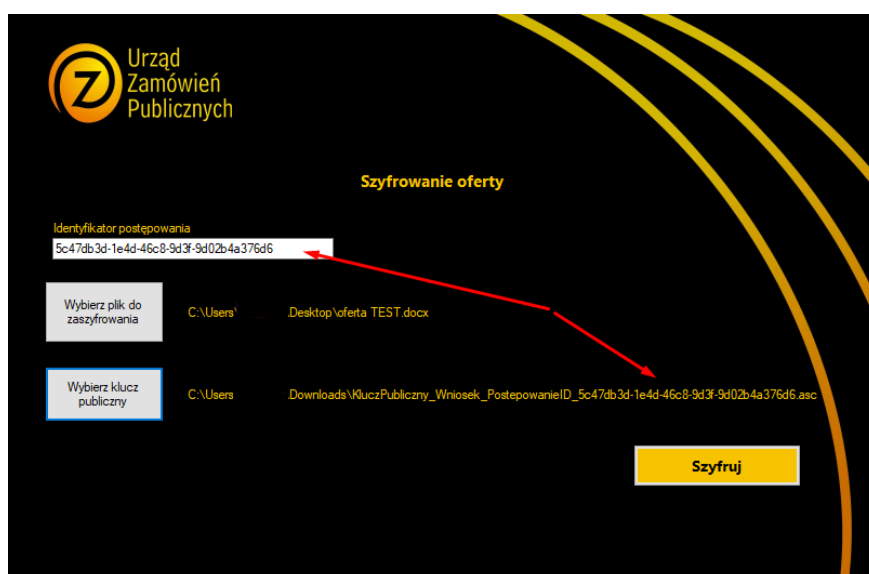 Urząd
Zamówień
Publicznych
Szyfrowanie oferty
Identyfikator postępowania
5c47db3d-1e4d-46c8-9d3f-9d02b4a376d6
Wybierz plik do
zaszyfrowania
C:\Users\ .Desktop\oferta TEST.docx
Wybierz klucz
publiczny
C:\Users .Downloads\KluczPubliczny_Wniosek_PostepowanieID_5c47db3d-1e4d-46c8-9d3f-9d02b4a376d6.asc
Szyfruj